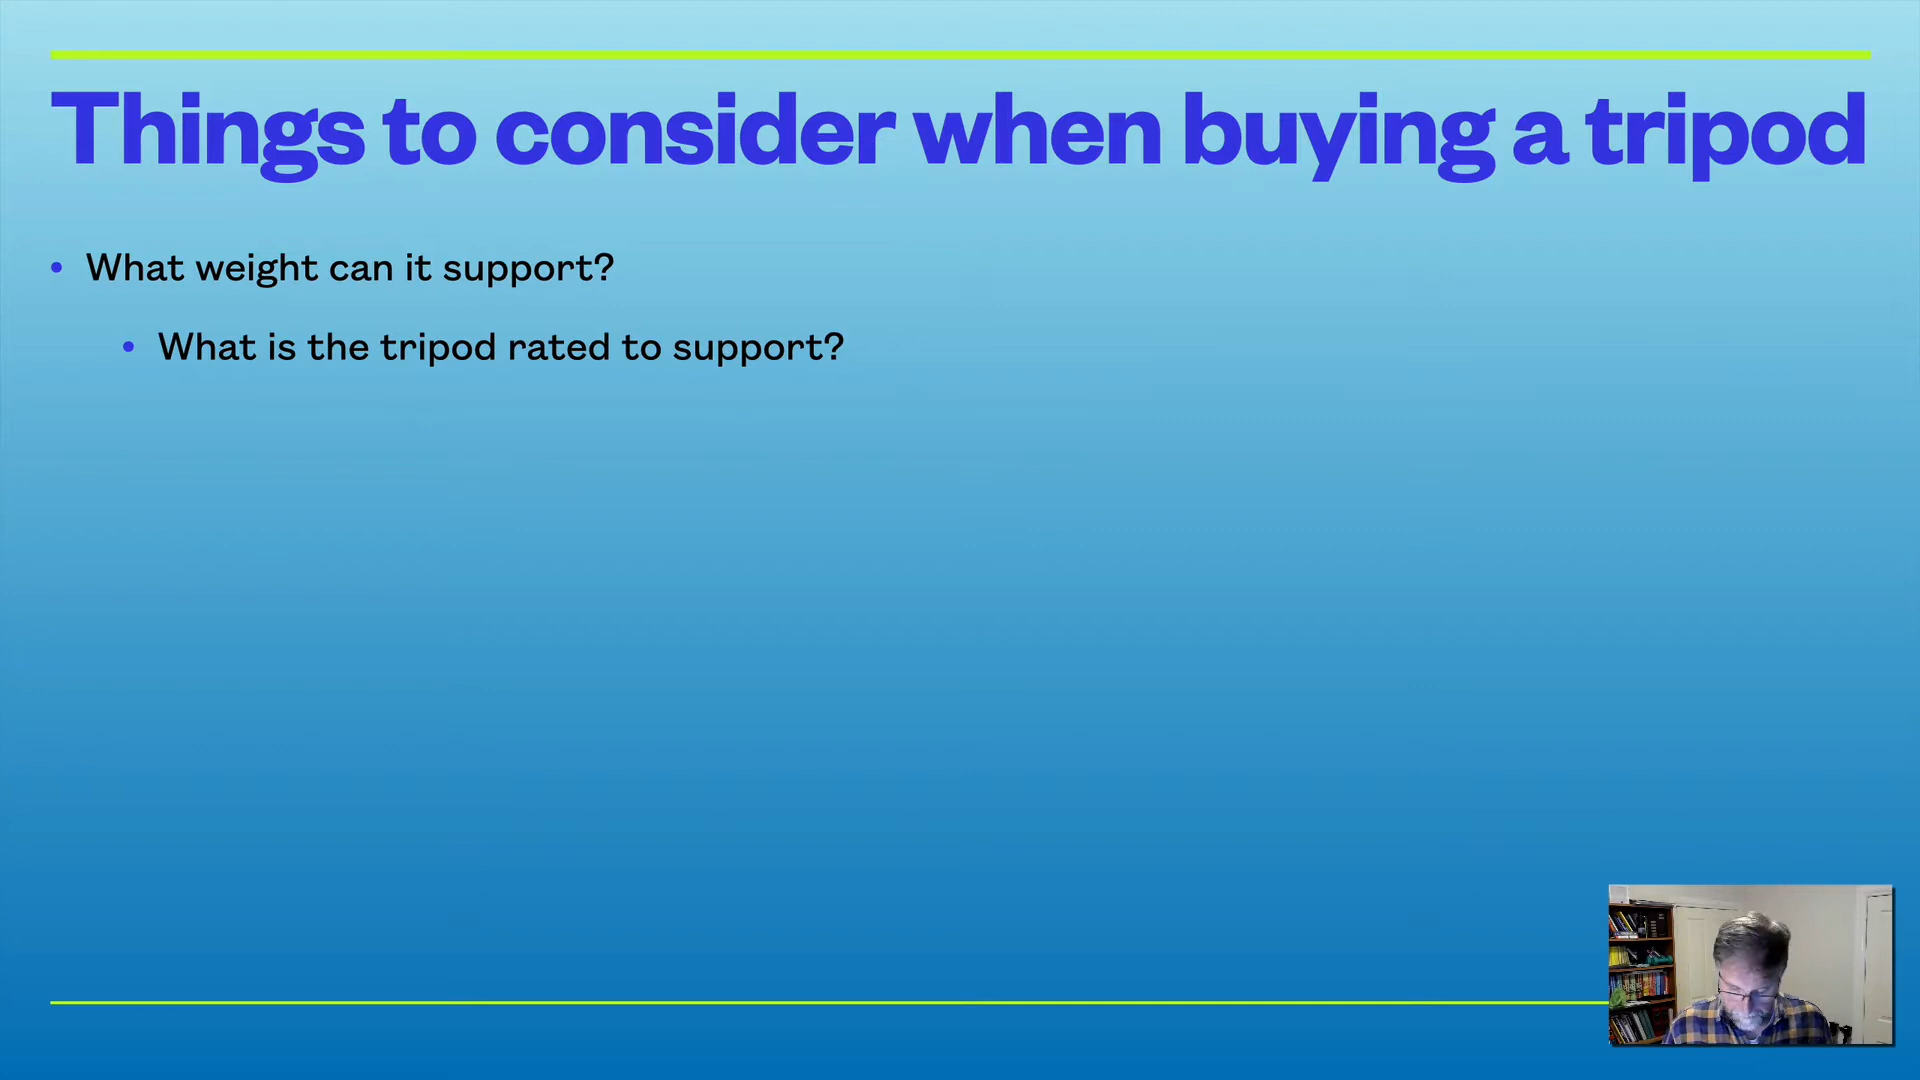 Things to consider when buying a tripod
• What weight can it support?
• What is the tripod rated to support?